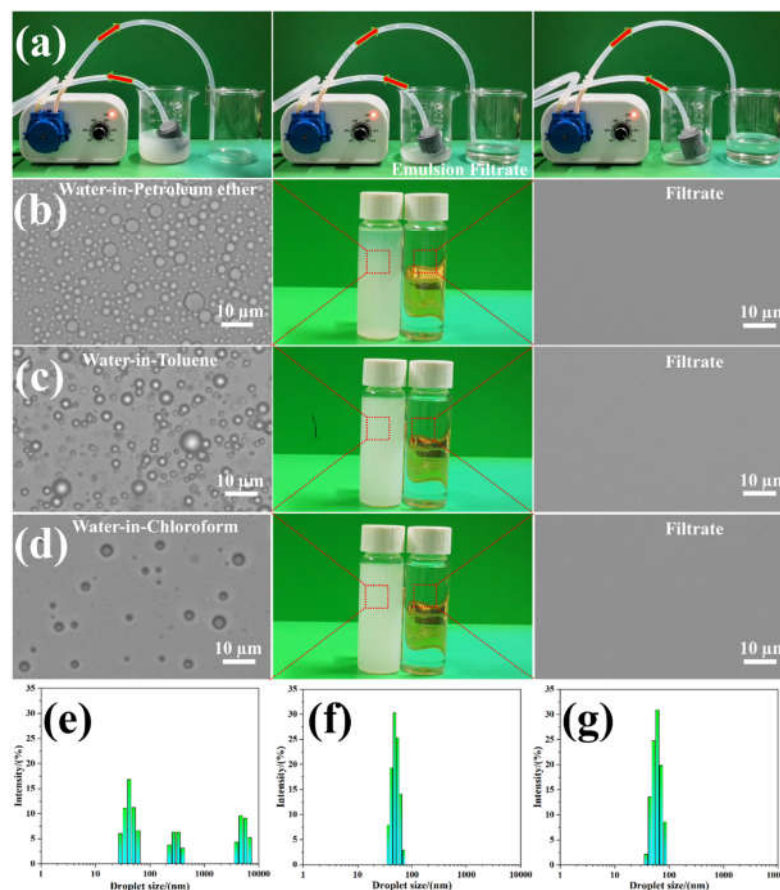 (a)
Emulsion Filtrate
Water-in-Petroleum ether
(b)
10 µm
Filtrate
10 µm
Water-in-Toluene
(c)
10 µm
Filtrate
10 µm
Water-in-Chloroform
(d)
10 µm
Filtrate
10 µm
(e)
35
30
25
20
15
10
5
0
Intensity/(%)
1 10 100 1000 10000
Droplet size/(nm)
(f)
35
30
25
20
15
10
5
0
Intensity/(%)
1 10 100 1000 10000
Droplet size/(nm)
(g)
35
30
25
20
15
10
5
0
Intensity/(%)
1 10 100 1000 10000
Droplet size/(nm)